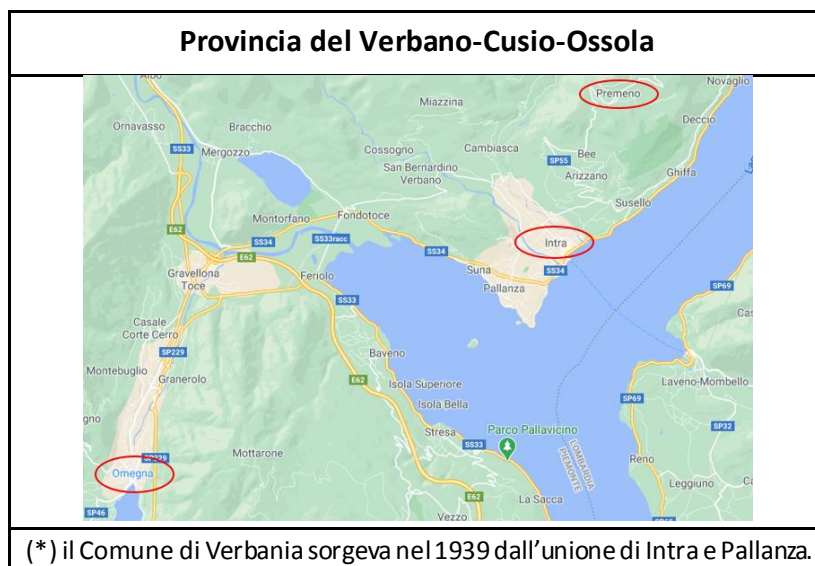 Provincia del Verbano-Cusio-Ossola
Premeno
Novaglio
Miazzina
Ornavasso
Bracchio
Deccio
SS33
Mergozzo
Cossogno
Cambiasca
SP55
Bee
San Bernardino
Verbano
Arizzano
Ghiffa
Susello
Montorfano
Fondotoce
E62
SS34
SS33racc
Intra
E62
SS34
Suna
SS34
Gravellona
Toce
Feriolo
Pallanza
SP69
SS33
Casale
Corte Cerro
SP229
Baveno
Montebuglio
Granerolo
E62
Isola Superiore
Laveno-Mombello
Isola Bella
SP69
Parco Pallavicino
SP32
Stresa
SS33
Mottarone
LOMBARDIA
PIEMONTE
Reno
Omegna
Leggiuno
E62
La Sacca
SP46
Vezzo
(*) il Comune di Verbania sorgeva nel 1939 dall'unione di Intra e Pallanza.